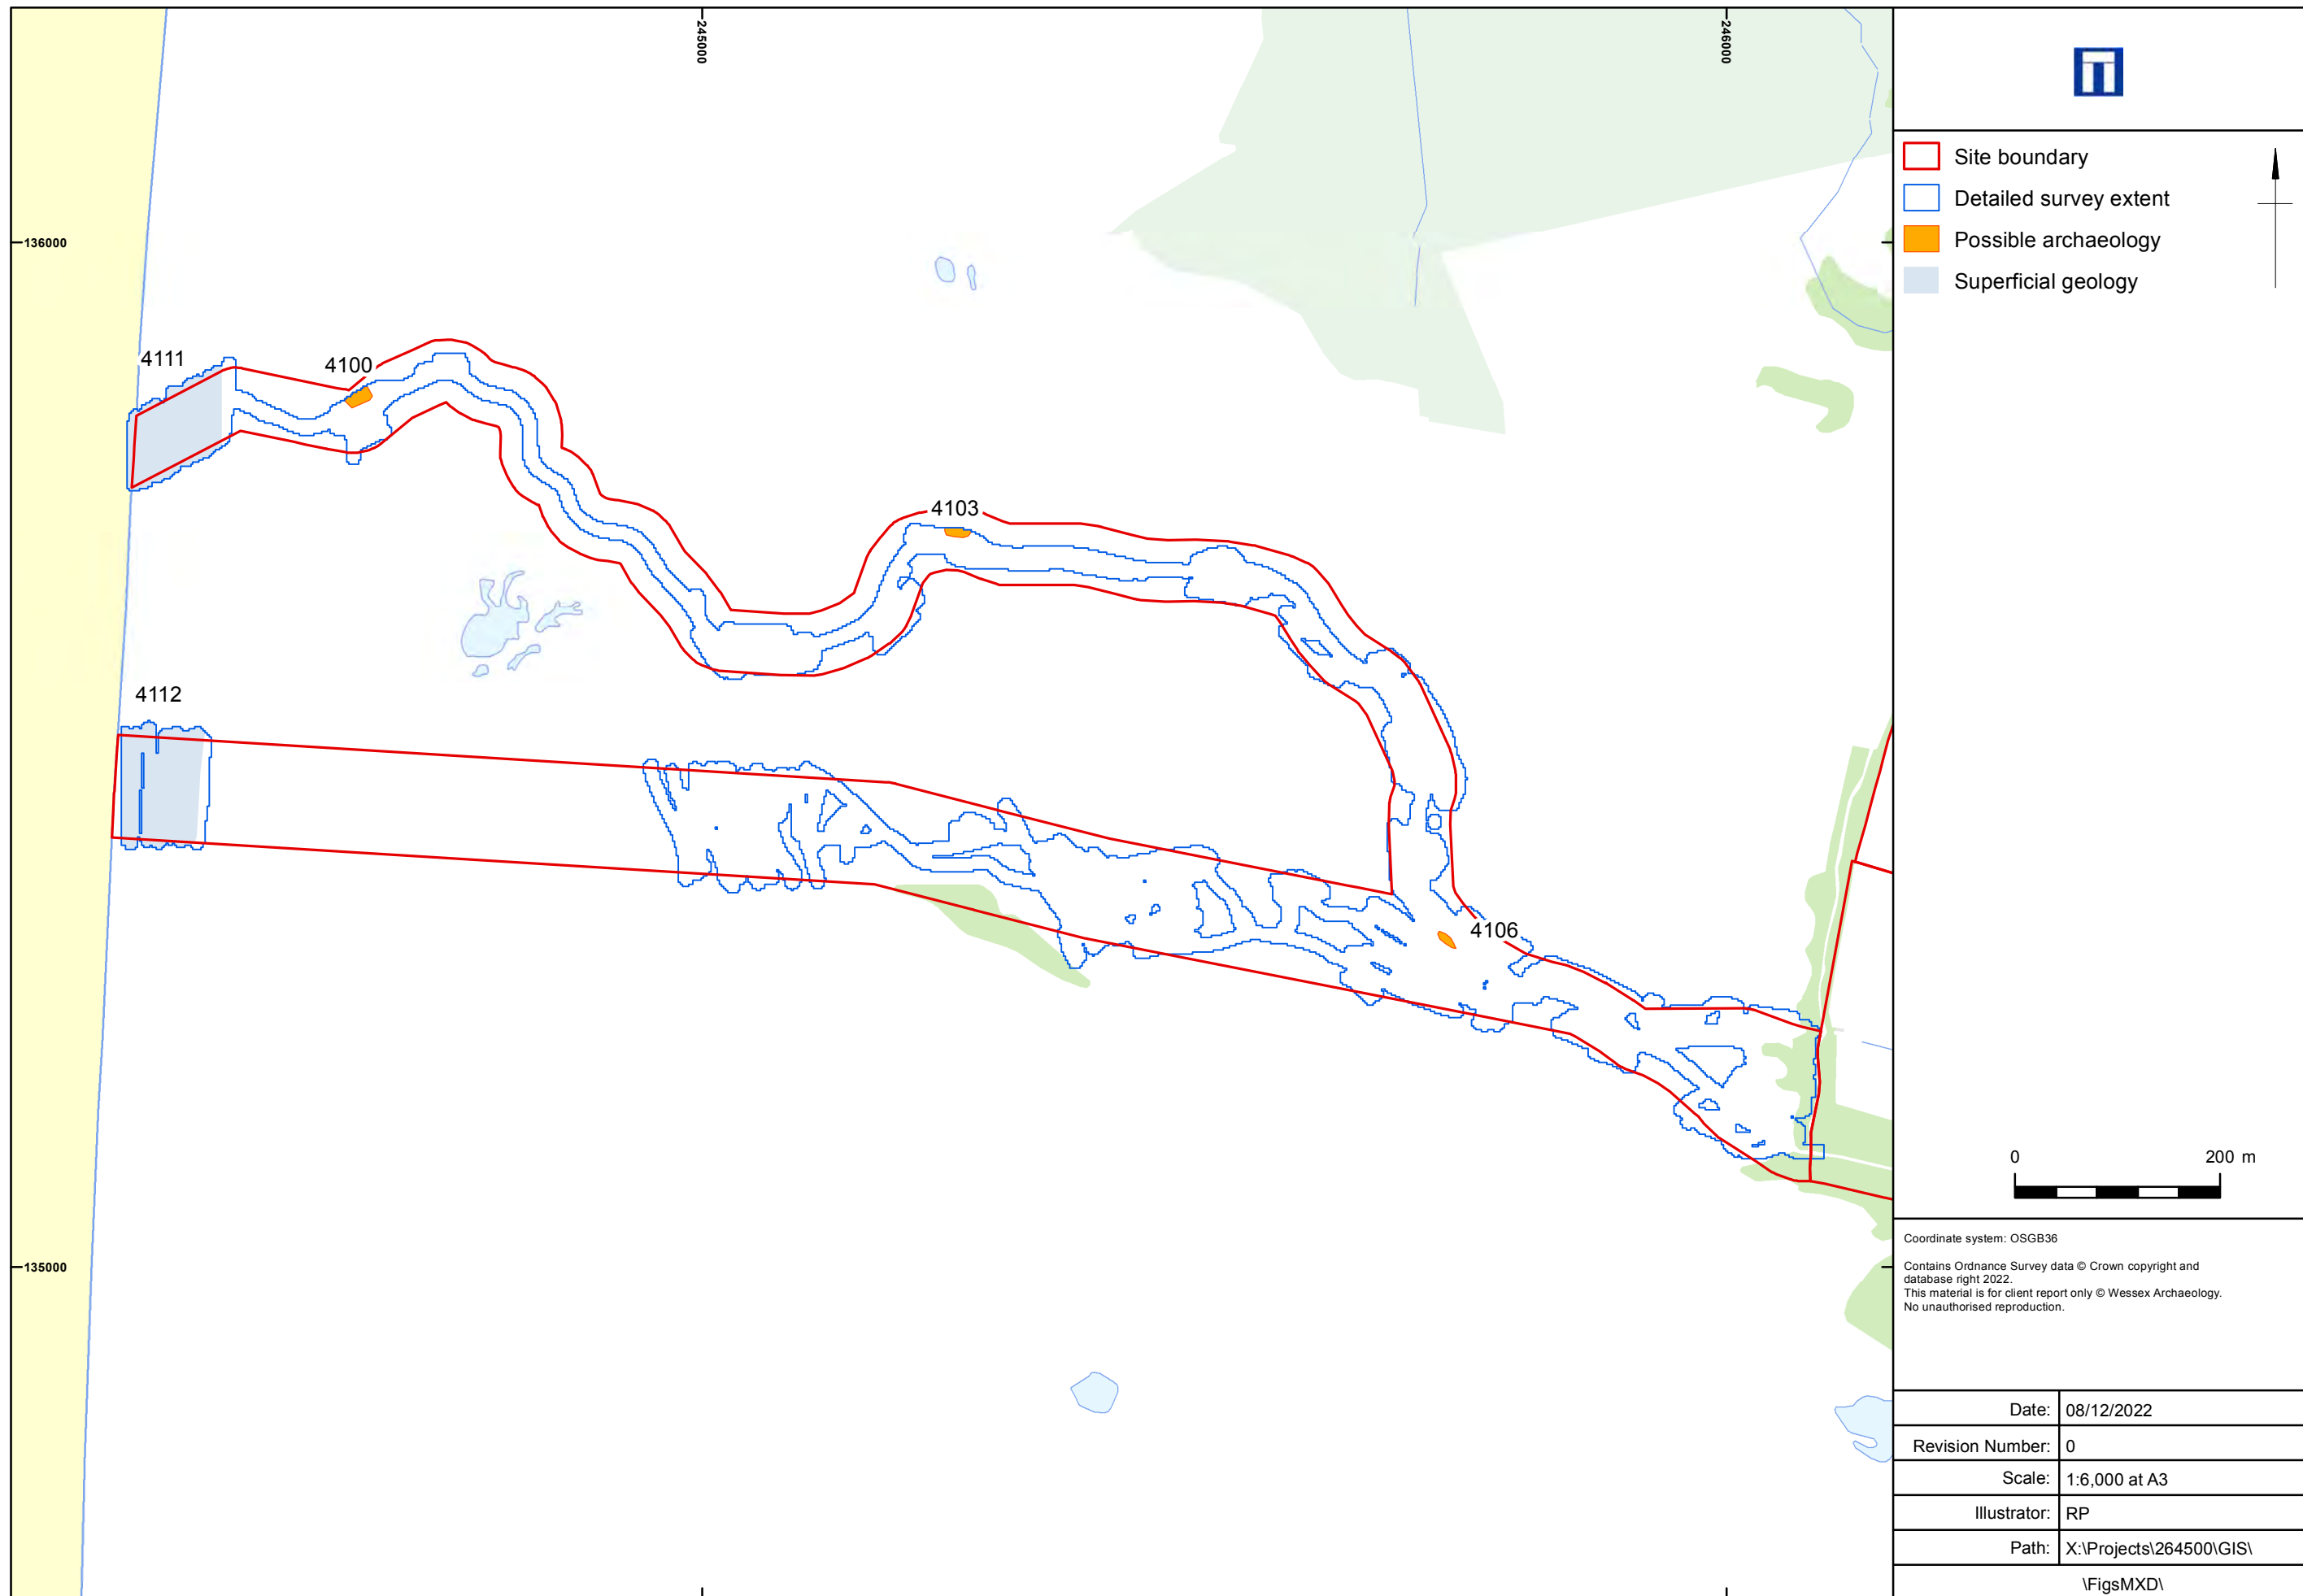 245000
246000
136000
135000
4111
4100
4103
4112
4106
Site boundary
Detailed survey extent
Possible archaeology
Superficial geology
0 200 m
Coordinate system: OSGB36
Contains Ordnance Survey data © Crown copyright and
database right 2022.
This material is for client report only © Wessex Archaeology.
No unauthorised reproduction.
Date: 08/12/2022
Revision Number: 0
Scale: 1:6,000 at A3
Illustrator: RP
Path: X:\Projects\264500\GIS\
\FigsMXD\